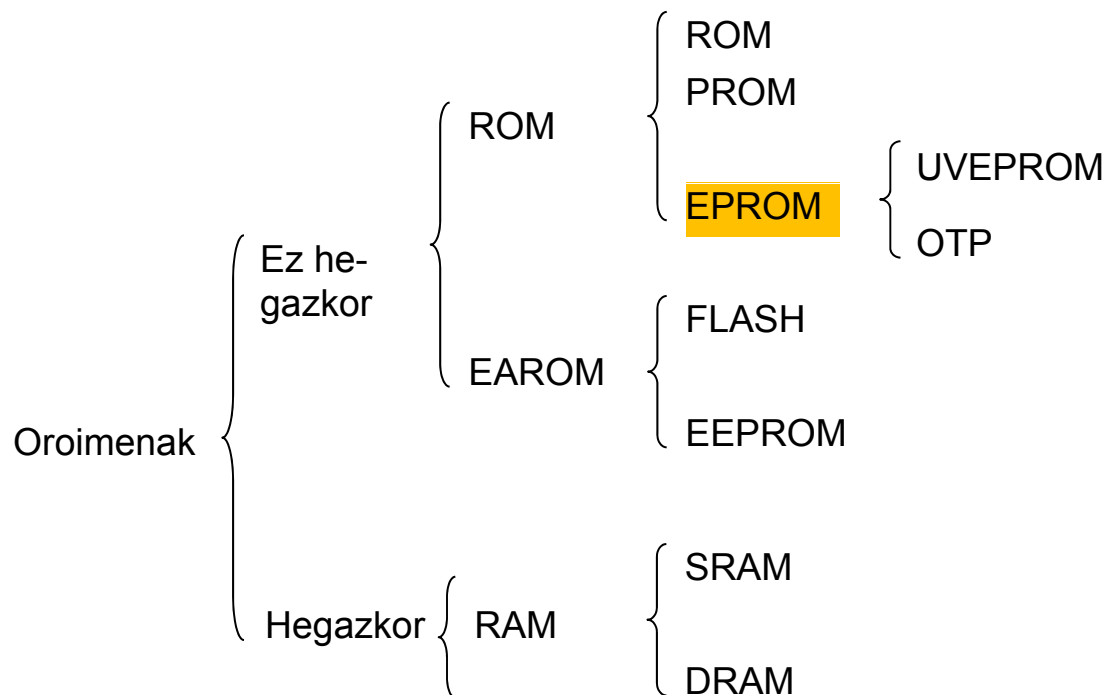 ROM
PROM
ROM
UVEPROM
EPROM
OTP
Ez he-
gazkor
FLASH
EAROM
EEPROM
Oroimenak
SRAM
Hegazkor
RAM
DRAM